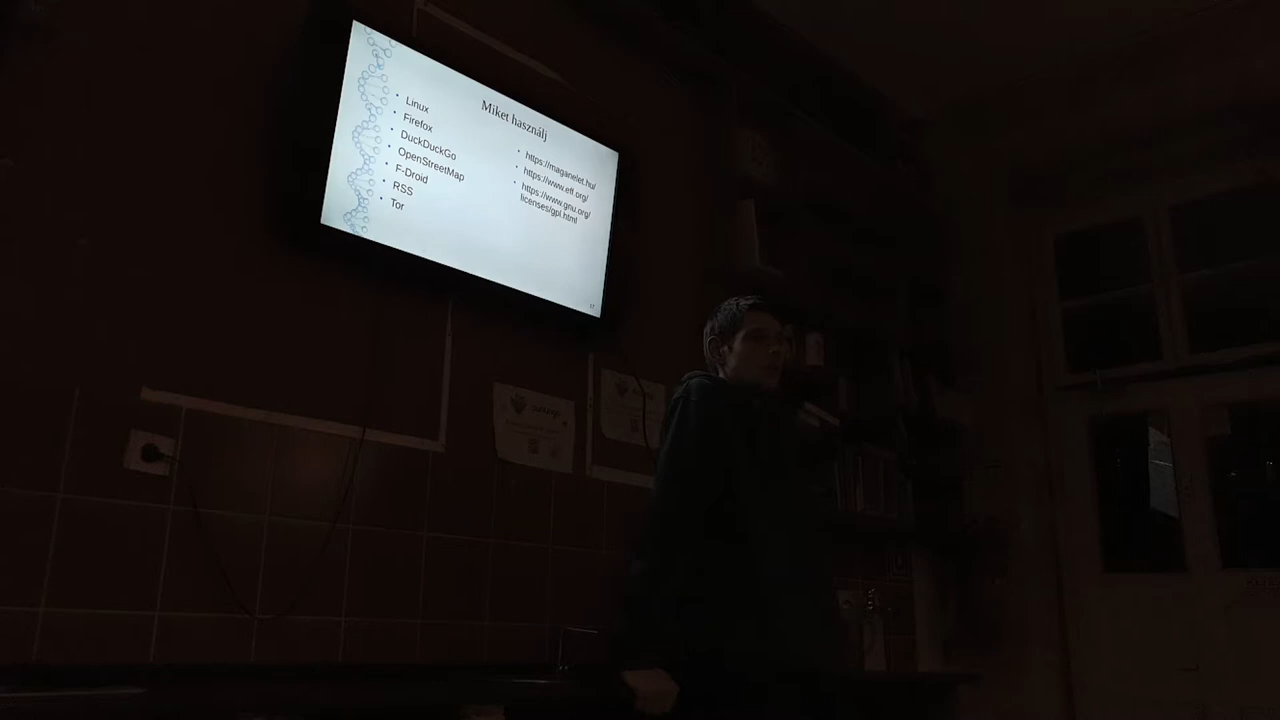 Miket használj
Linux
Firefox
DuckDuckGo
OpenStreetMap
F-Droid
RSS
Tor
https://maganelet.hu/
https://www.eff.org/
https://www.gnu.org/
licenses/gpl.html